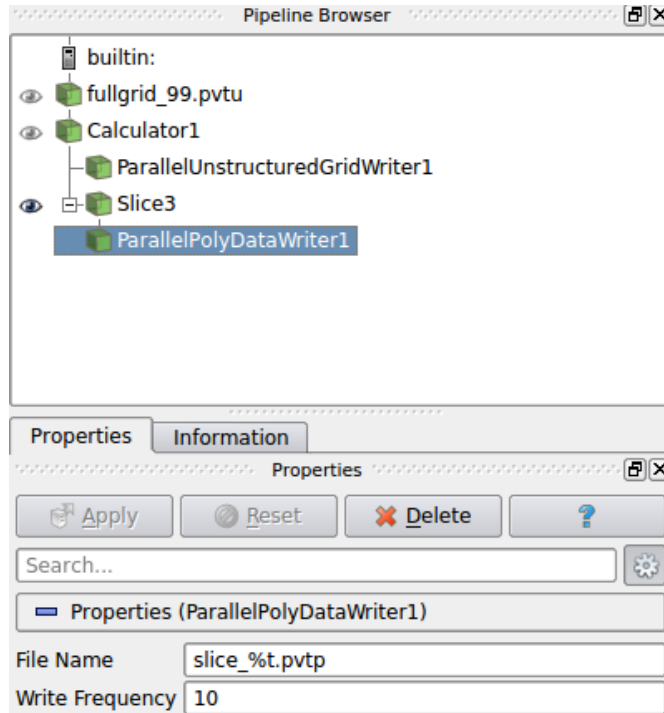 Pipeline Browser
builtin:
fullgrid_99.pvtu
Calculator1
ParallelUnstructuredGridWriter1
Slice3
ParallelPolyDataWriter1
Properties Information
Properties
Apply Reset Delete ?
Search...
Properties (ParallelPolyDataWriter1)
File Name slice_%t.pvtp
Write Frequency 10